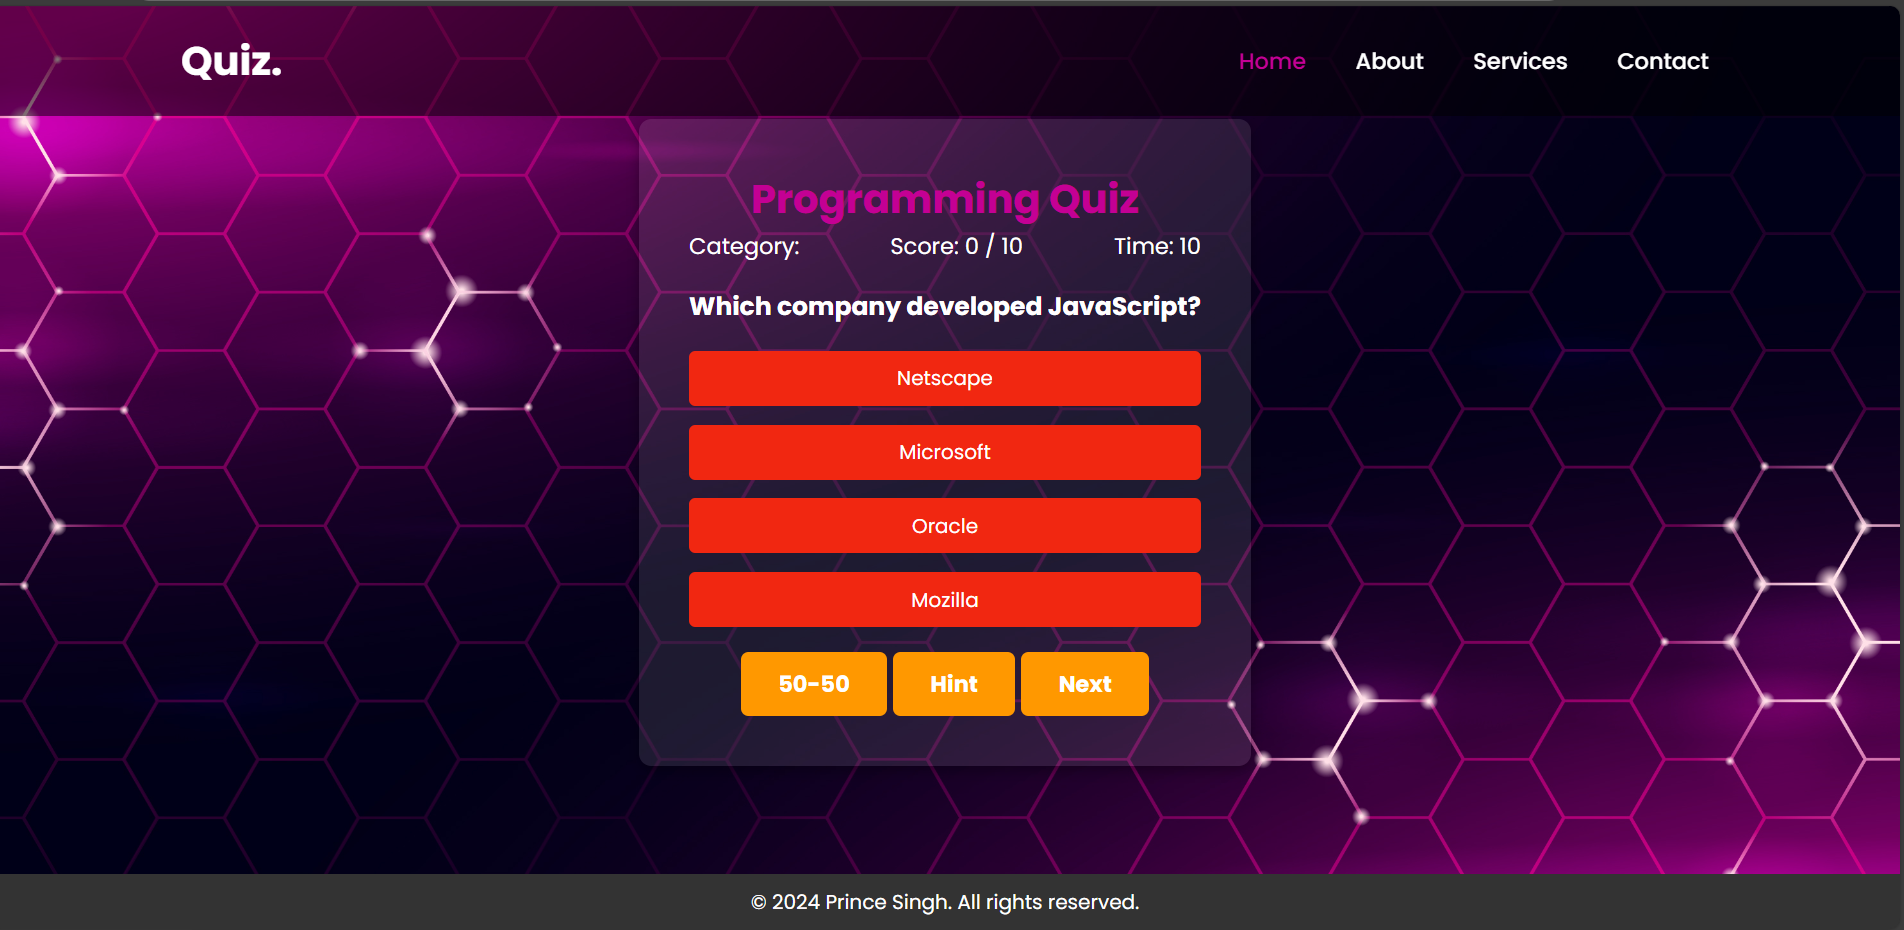 Quiz.
Home About Services Contact
Programming Quiz
Category: Score: 0 / 10 Time: 10
Which company developed JavaScript?
Netscape
Microsoft
Oracle
Mozilla
50-50 Hint Next
© 2024 Prince Singh. All rights reserved.